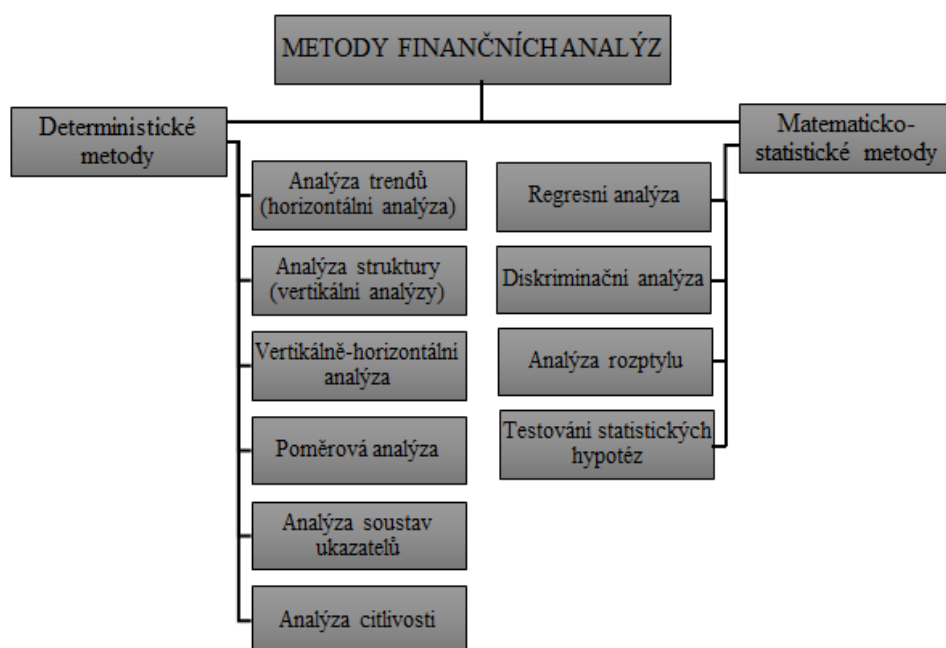 METODY FINANČNÍCH ANALÝZ
Deterministické
metody
Analýza trendů
(horizontální analýza)
Analýza struktury
(vertikální analýzy)
Vertikálně-horizontální
analýza
Poměrová analýza
Analýza soustav
ukazatelů
Analýza citlivosti
Matematicko-
statistické metody
Regresní analýza
Diskriminační analýza
Analýza rozptylu
Testování statistických
hypotéz